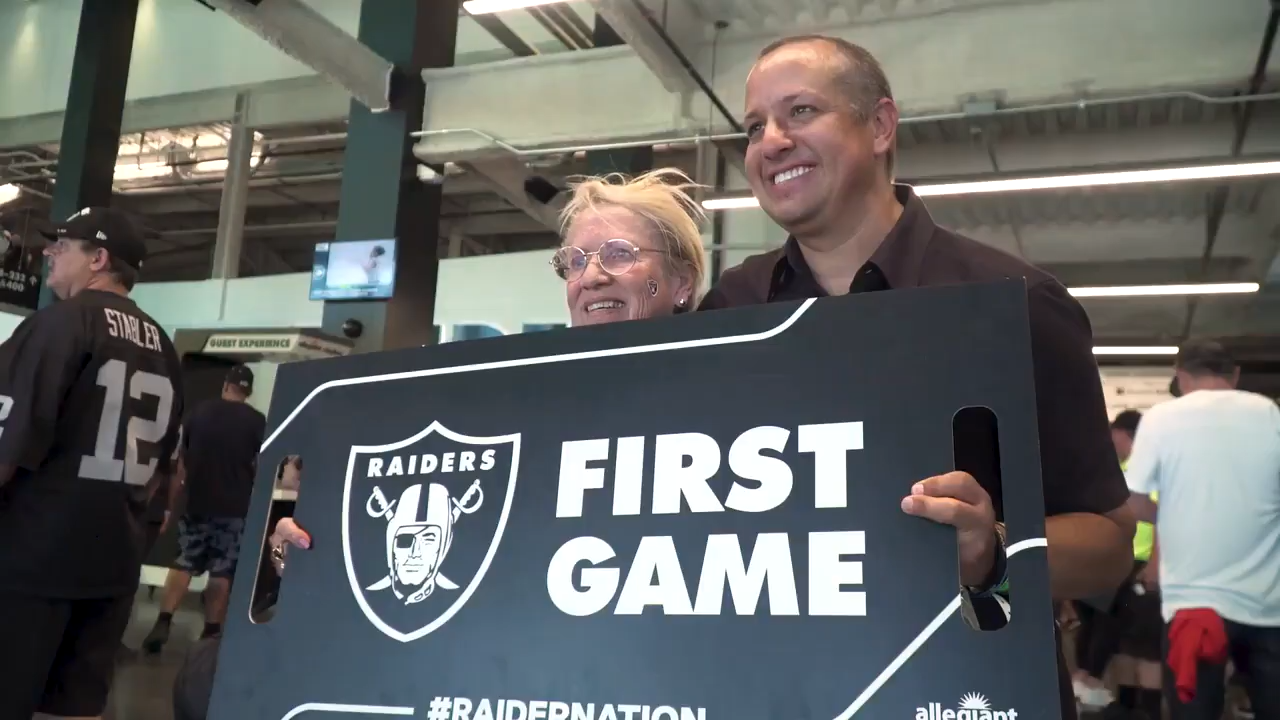 STABLER
12
GUEST EXPERIENCE
RAIDERS
FIRST
GAME
#RAIDERNATION
allegiant